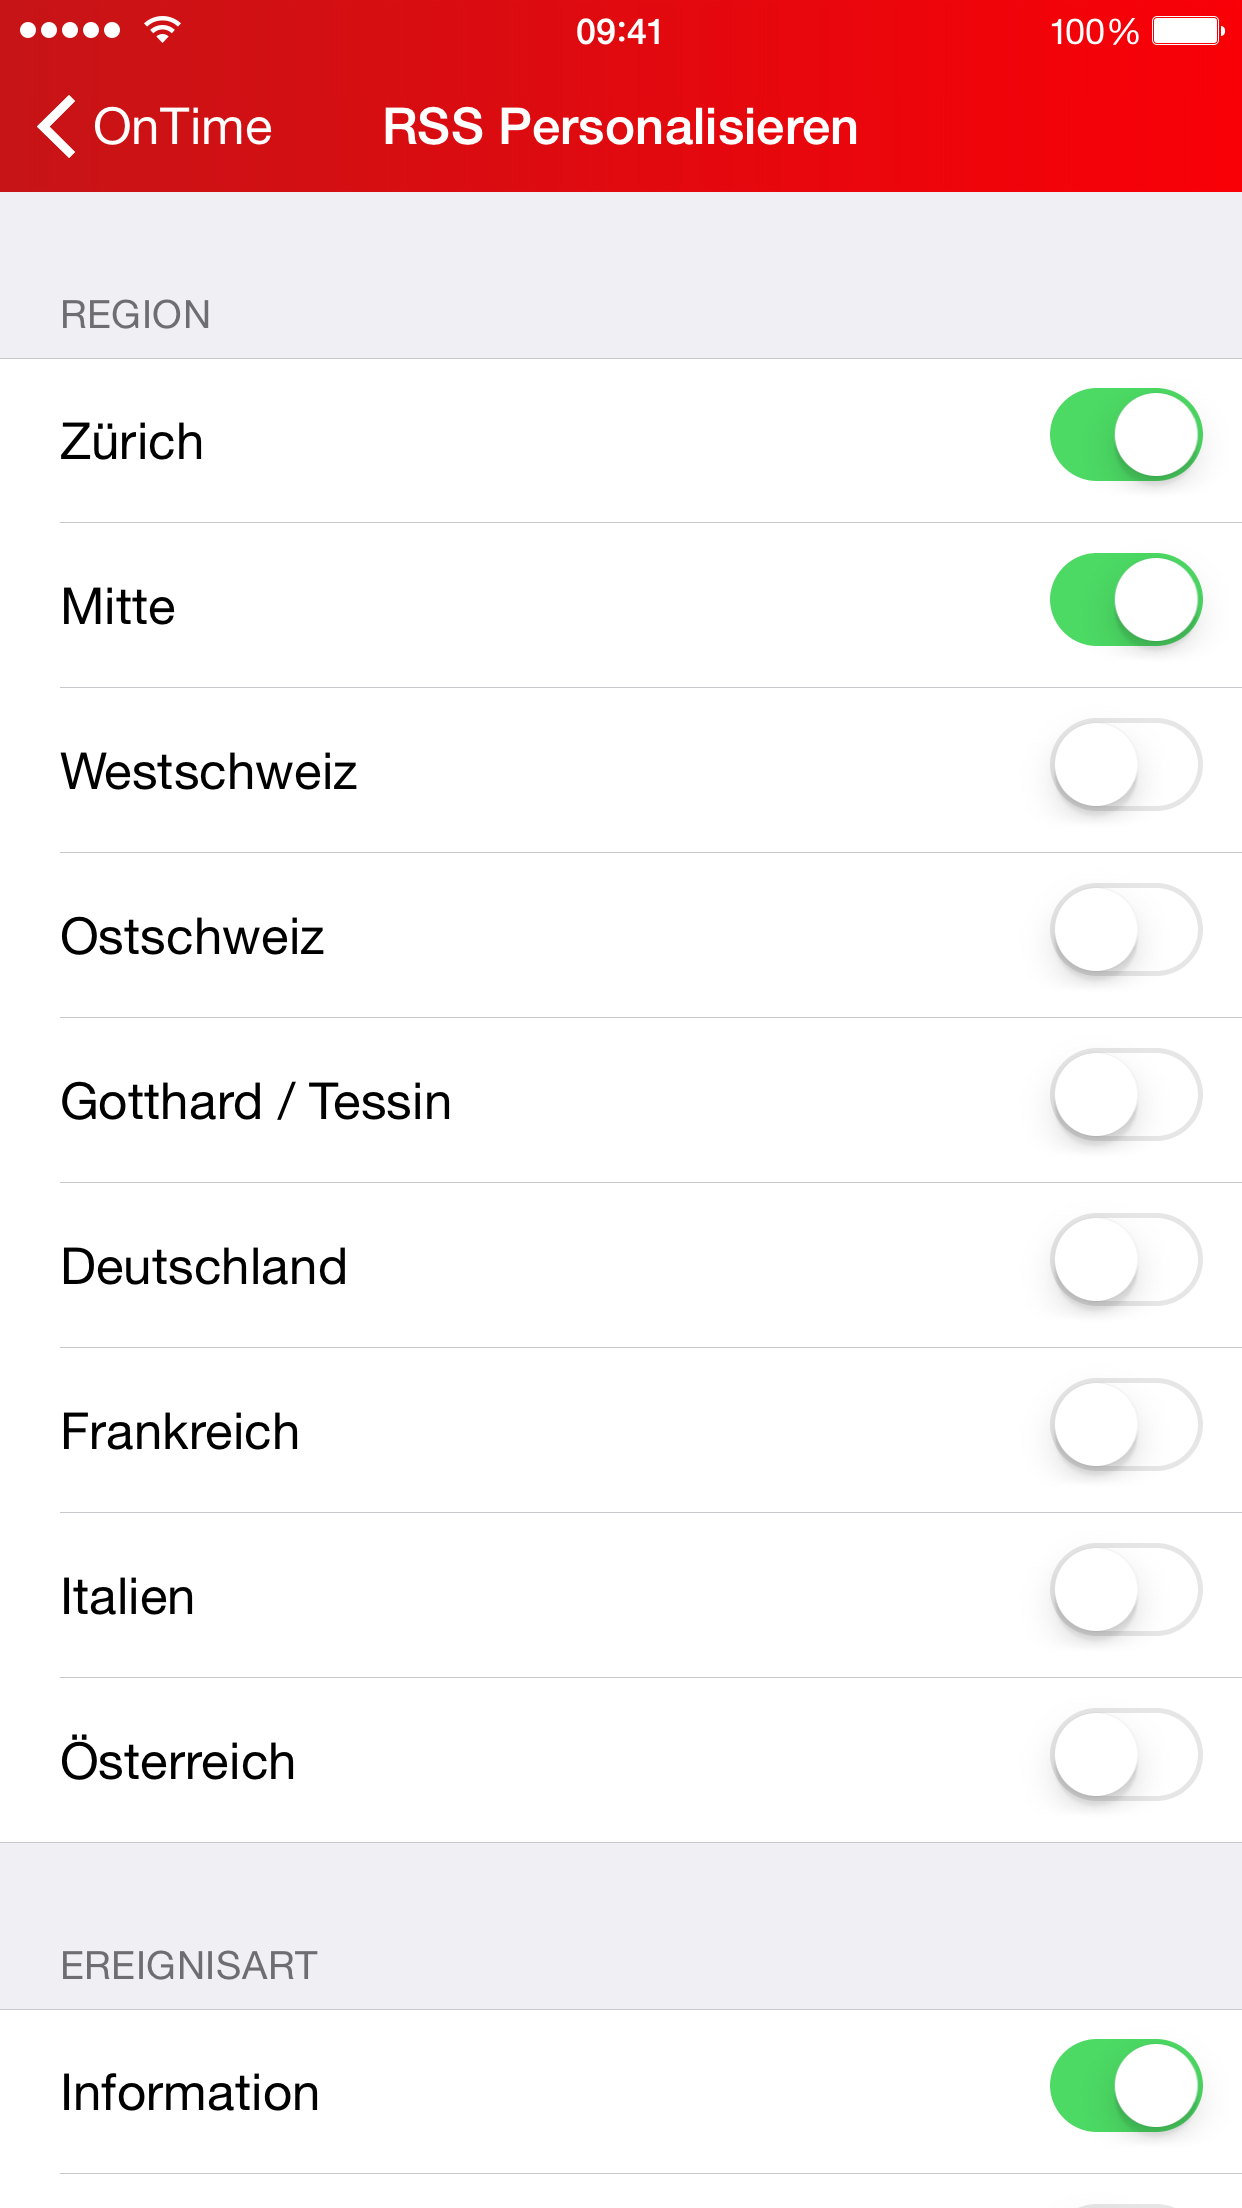 09:41
100%
OnTime
RSS Personalisieren
REGION
Zürich
Mitte
Westschweiz
Ostschweiz
Gotthard / Tessin
Deutschland
Frankreich
Italien
Österreich
EREIGNISART
Information